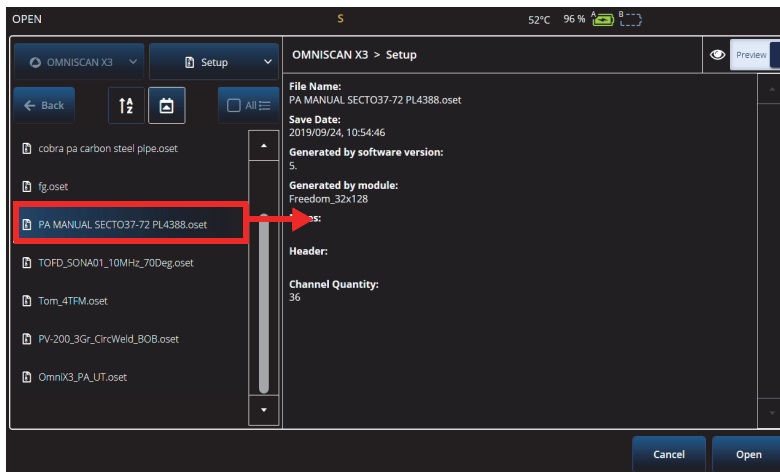 OPEN
S
52°C 96 % A B
OMNISCAN X3
Setup
OMNISCAN X3 > Setup
Preview
Back
All
File Name:
PA MANUAL SECTO37-72 PL4388.oset
Save Date:
2019/09/24, 10:54:46
Generated by software version:
5.
Generated by module:
Freedom_32x128
es:
Header:
Channel Quantity:
36
cobra pa carbon steel pipe.oset
fg.oset
PA MANUAL SECTO37-72 PL4388.oset
TOFD_SONA01_10MHz_70Deg.oset
Tom_4TFM.oset
PV-200_3Gr_CircWeld_BOB.oset
OmniX3_PA_UT.oset
Cancel
Open